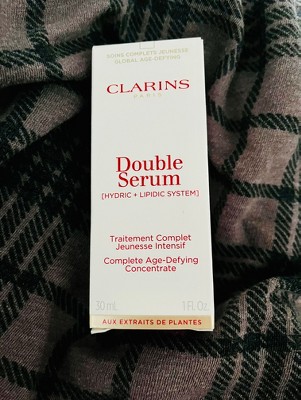 SOINS COMPLETS JEUNESSE
GLOBAL AGE-DEFYING
CLARINS
PARIS
Double
Serum
[HYDRIC + LIPIDIC SYSTEM]
Traitement Complet
Jeunesse Intensif
Complete Age-Defying
Concentrate
30 mL 1 FL.Oz.
AUX EXTRAITS DE PLANTES